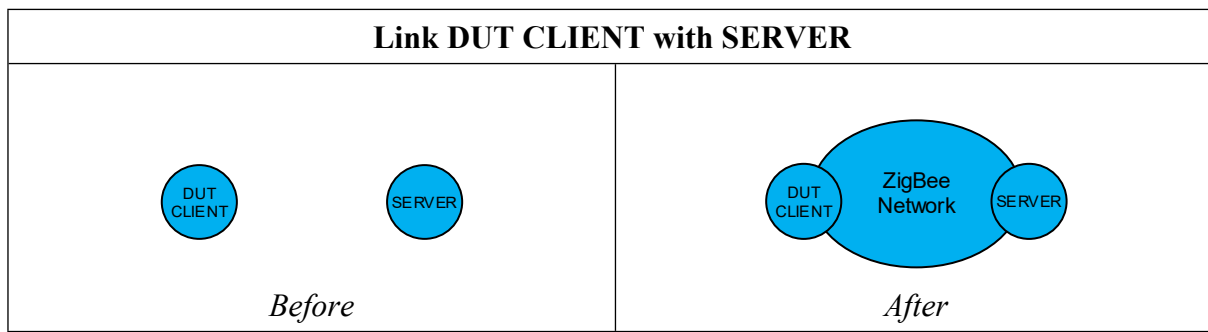 Link DUT CLIENT with SERVER
DUT
CLIENT
SERVER
Before
DUT
CLIENT
ZigBee
Network
SERVER
After